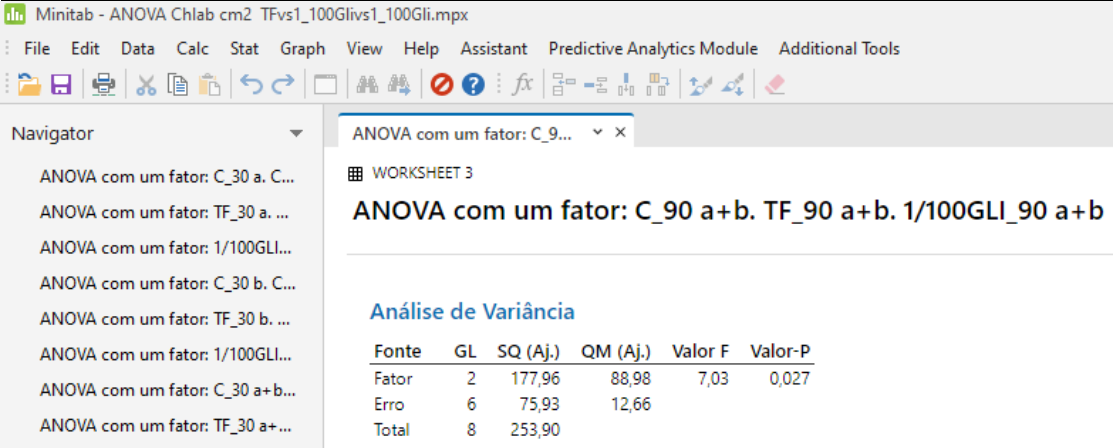 Minitab - ANOVA Chlab cm2 TFvs1_100Glivs1_100Gli.mpx
File Edit Data Calc Stat Graph View Help Assistant Predictive Analytics Module Additional Tools
fx
Navigator
ANOVA com um fator: C_30 a. C...
ANOVA com um fator: TF_30 a. ...
ANOVA com um fator: 1/100GLI...
ANOVA com um fator: C_30 b. C...
ANOVA com um fator: TF_30 b. ...
ANOVA com um fator: 1/100GLI...
ANOVA com um fator: C_30 a+b...
ANOVA com um fator: TF_30 a+...
ANOVA com um fator: C_9...
WORKSHEET 3
ANOVA com um fator: C_90 a+b. TF_90 a+b. 1/100GLI_90 a+b
Análise de Variância
Fonte GL SQ (Aj.) QM (Aj.) Valor F Valor-P
Fator 2 177,96 88,98 7,03 0,027
Erro 6 75,93 12,66
Total 8 253,90